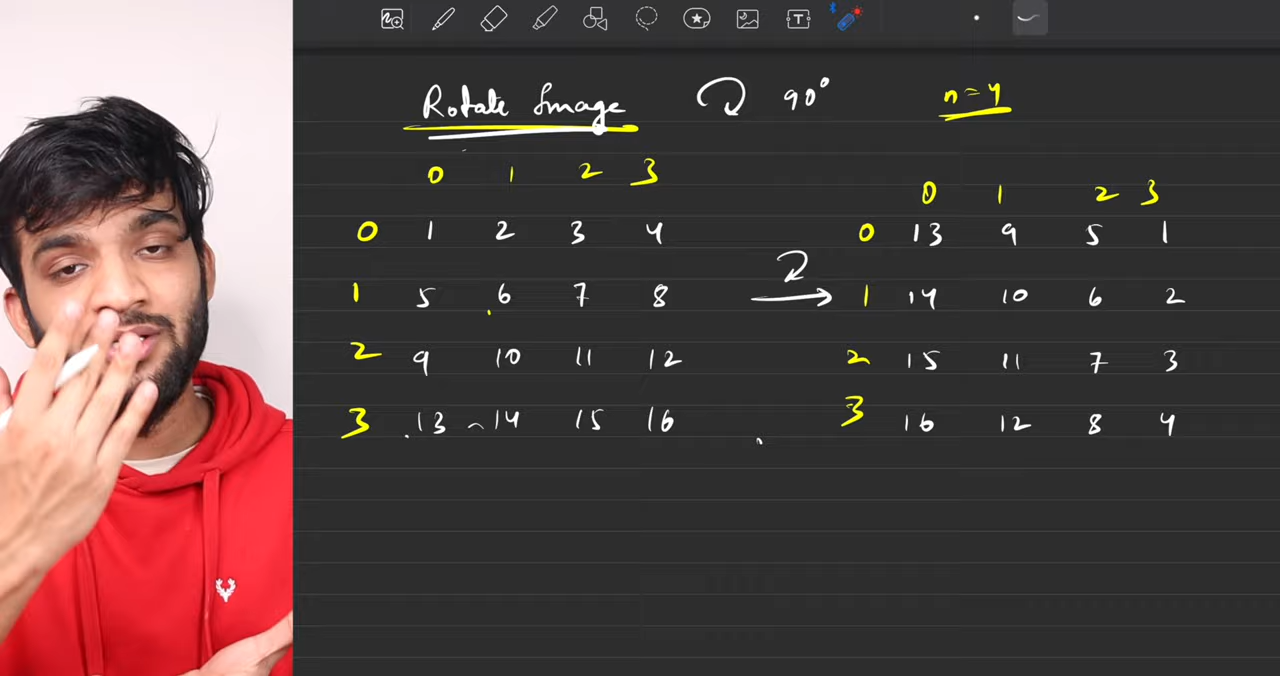 Rotate Image 90° n=4
0 1 2 3
0 1 2 3
0 1 2 3 4
0 13 9 5 1
1 5 6 7 8
1 14 10 6 2
2 9 10 11 12
2 15 11 7 3
3 13 14 15 16
3 16 12 8 4